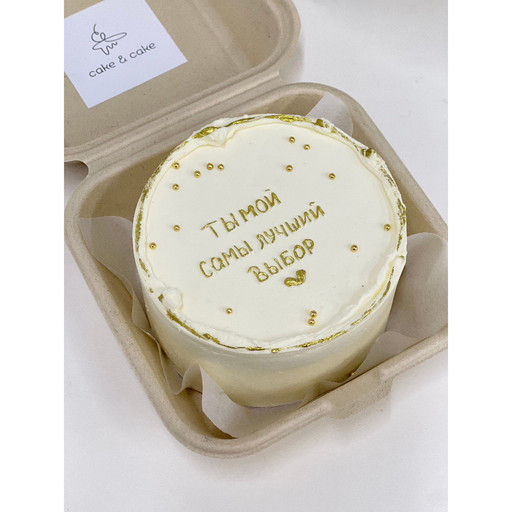 cake & cake
ты мой
самы лучший
выбор